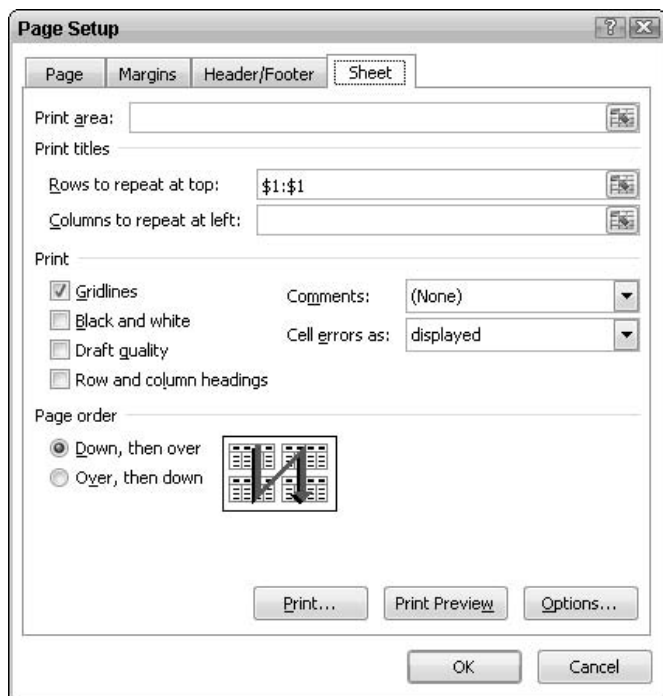 Page Setup
Page Margins Header/Footer Sheet
Print area:
Print titles
Rows to repeat at top: $1:$1
Columns to repeat at left:
Print
Gridlines Comments: (None)
Black and white Cell errors as: displayed
Draft quality
Row and column headings
Page order
Down, then over
Over, then down
Print... Print Preview Options...
OK Cancel